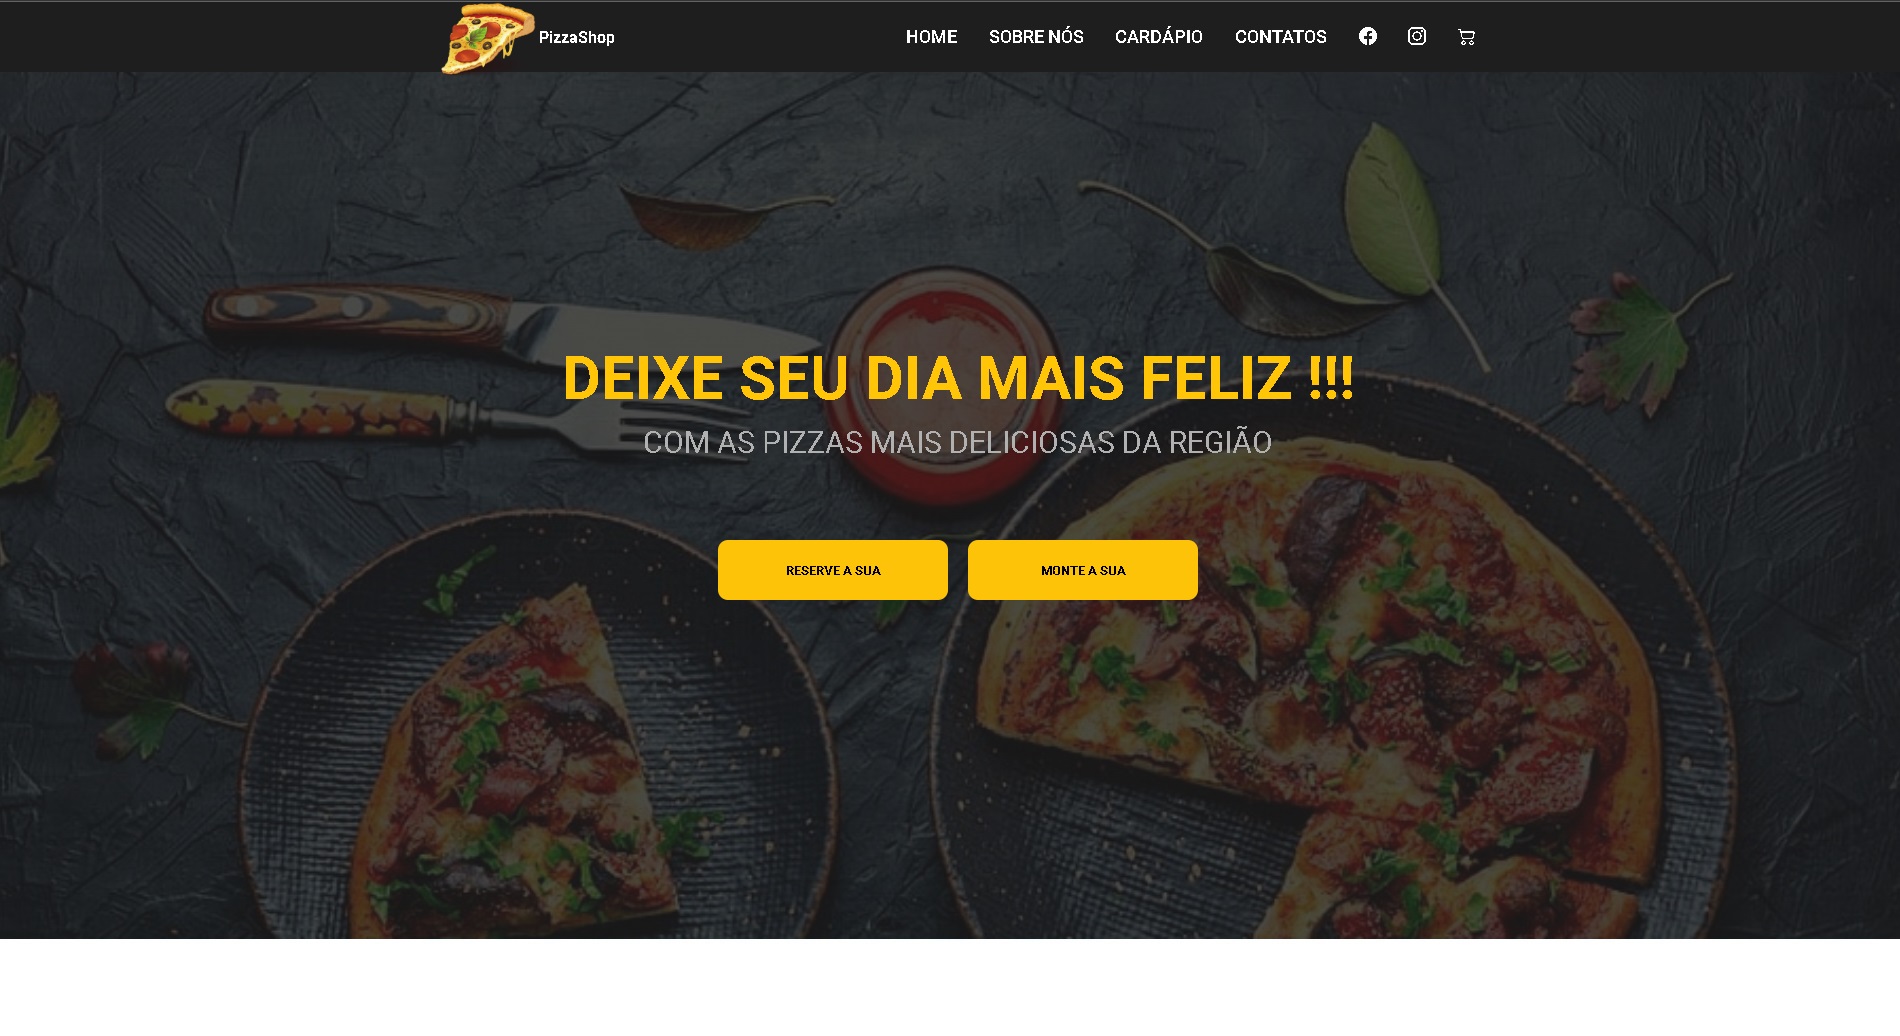 PizzaShop
HOME SOBRE NÓS CARDÁPIO CONTATOS
DEIXE SEU DIA MAIS FELIZ !!!
COM AS PIZZAS MAIS DELICIOSAS DA REGIÃO
RESERVE A SUA
MONTE A SUA